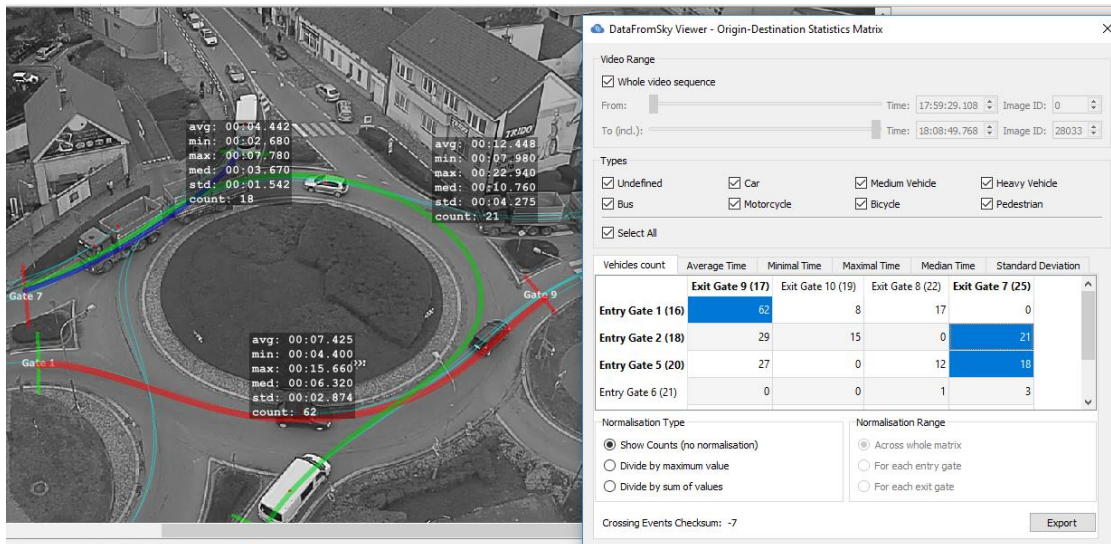 TRIDO
avg: 00:04.442
min: 00:02.680
max: 00:07.780
med: 00:03.670
std: 00:01.542
count: 18
avg: 00:12.448
min: 00:07.980
max: 00:22.940
med: 00:10.760
std: 00:04.275
count: 21
Gate 7
Gate 9
Gate 1
avg: 00:07.425
min: 00:04.400
max: 00:15.660
med: 00:06.320
std: 00:02.874
count: 62
DataFromSky Viewer - Origin-Destination Statistics Matrix
Video Range
Whole video sequence
From: Time: 17:59:29.108 Image ID: 0
To (incl.): Time: 18:08:49.768 Image ID: 28033
Types
Undefined Car Medium Vehicle Heavy Vehicle
Bus Motorcycle Bicycle Pedestrian
Select All
Vehicles count Average Time Minimal Time Maximal Time Median Time Standard Deviation
Exit Gate 9 (17) Exit Gate 10 (19) Exit Gate 8 (22) Exit Gate 7 (25)
Entry Gate 1 (16) 62 8 17 0
Entry Gate 2 (18) 29 15 0 21
Entry Gate 5 (20) 27 0 12 18
Entry Gate 6 (21) 0 0 1 3
Normalisation Type Normalisation Range
Show Counts (no normalisation) Across whole matrix
Divide by maximum value For each entry gate
Divide by sum of values For each exit gate
Crossing Events Checksum: -7 Export